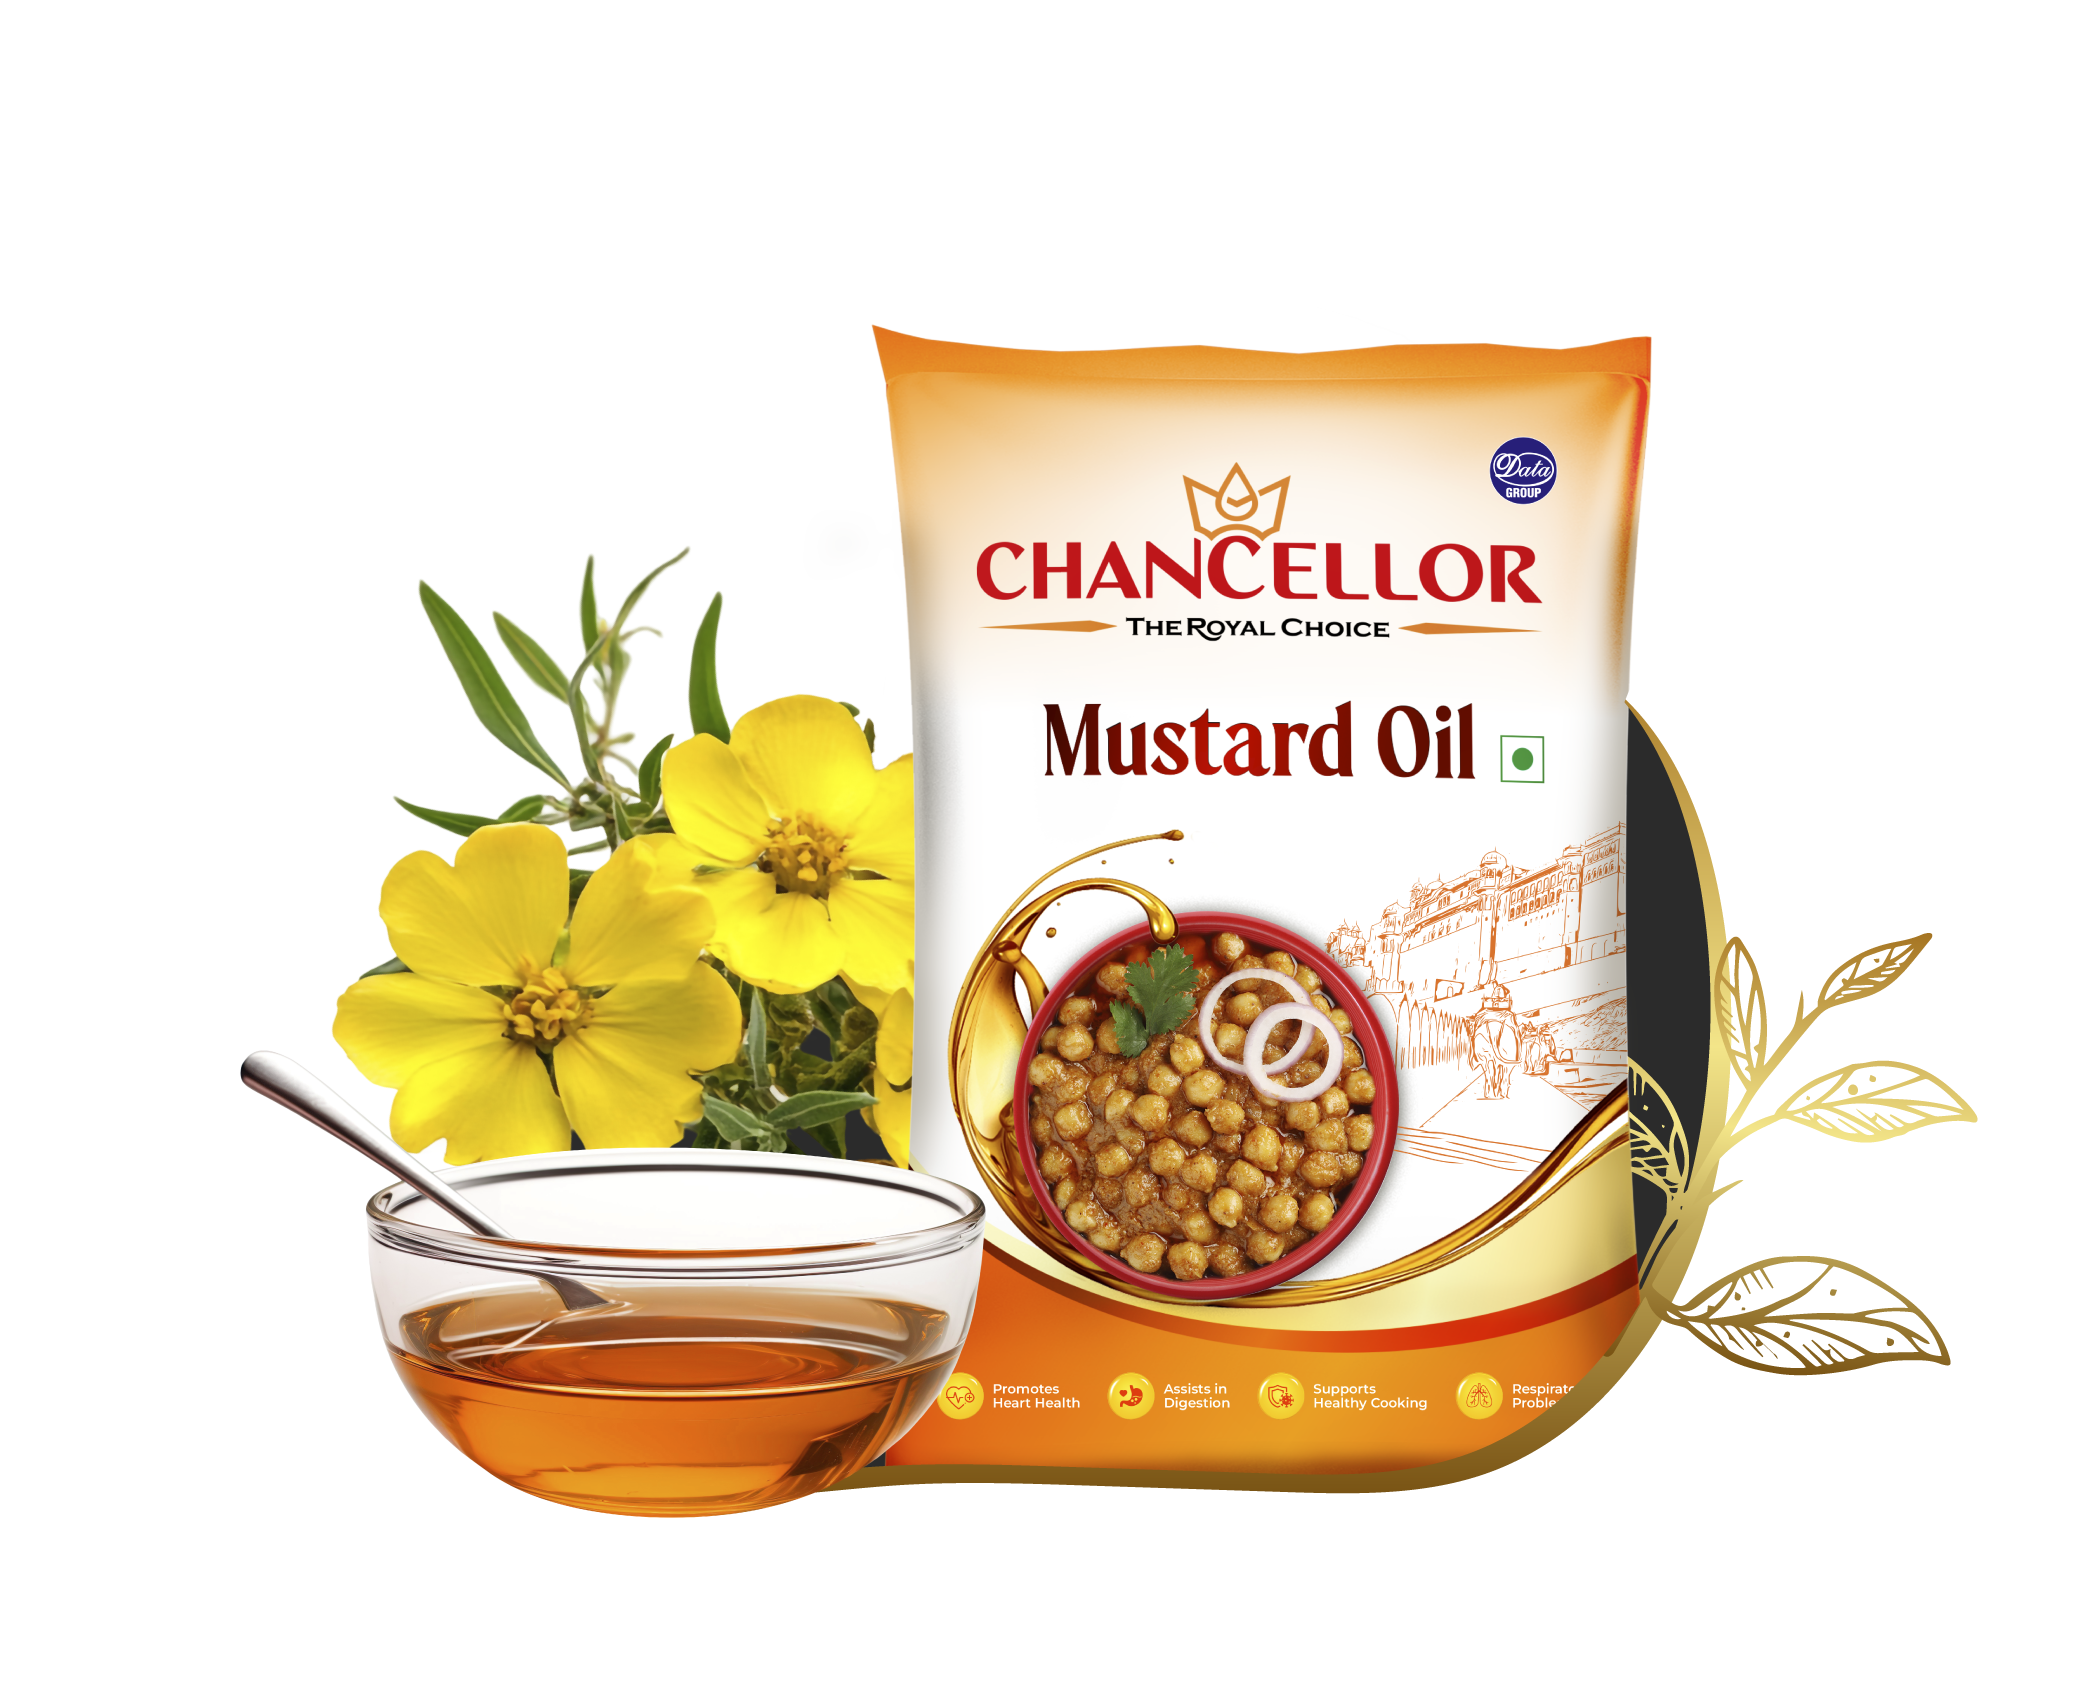 Data
GROUP
CHANCELLOR
THE ROYAL CHOICE
Mustard Oil
Promotes
Heart Health
Assists in
Digestion
Supports
Healthy Cooking